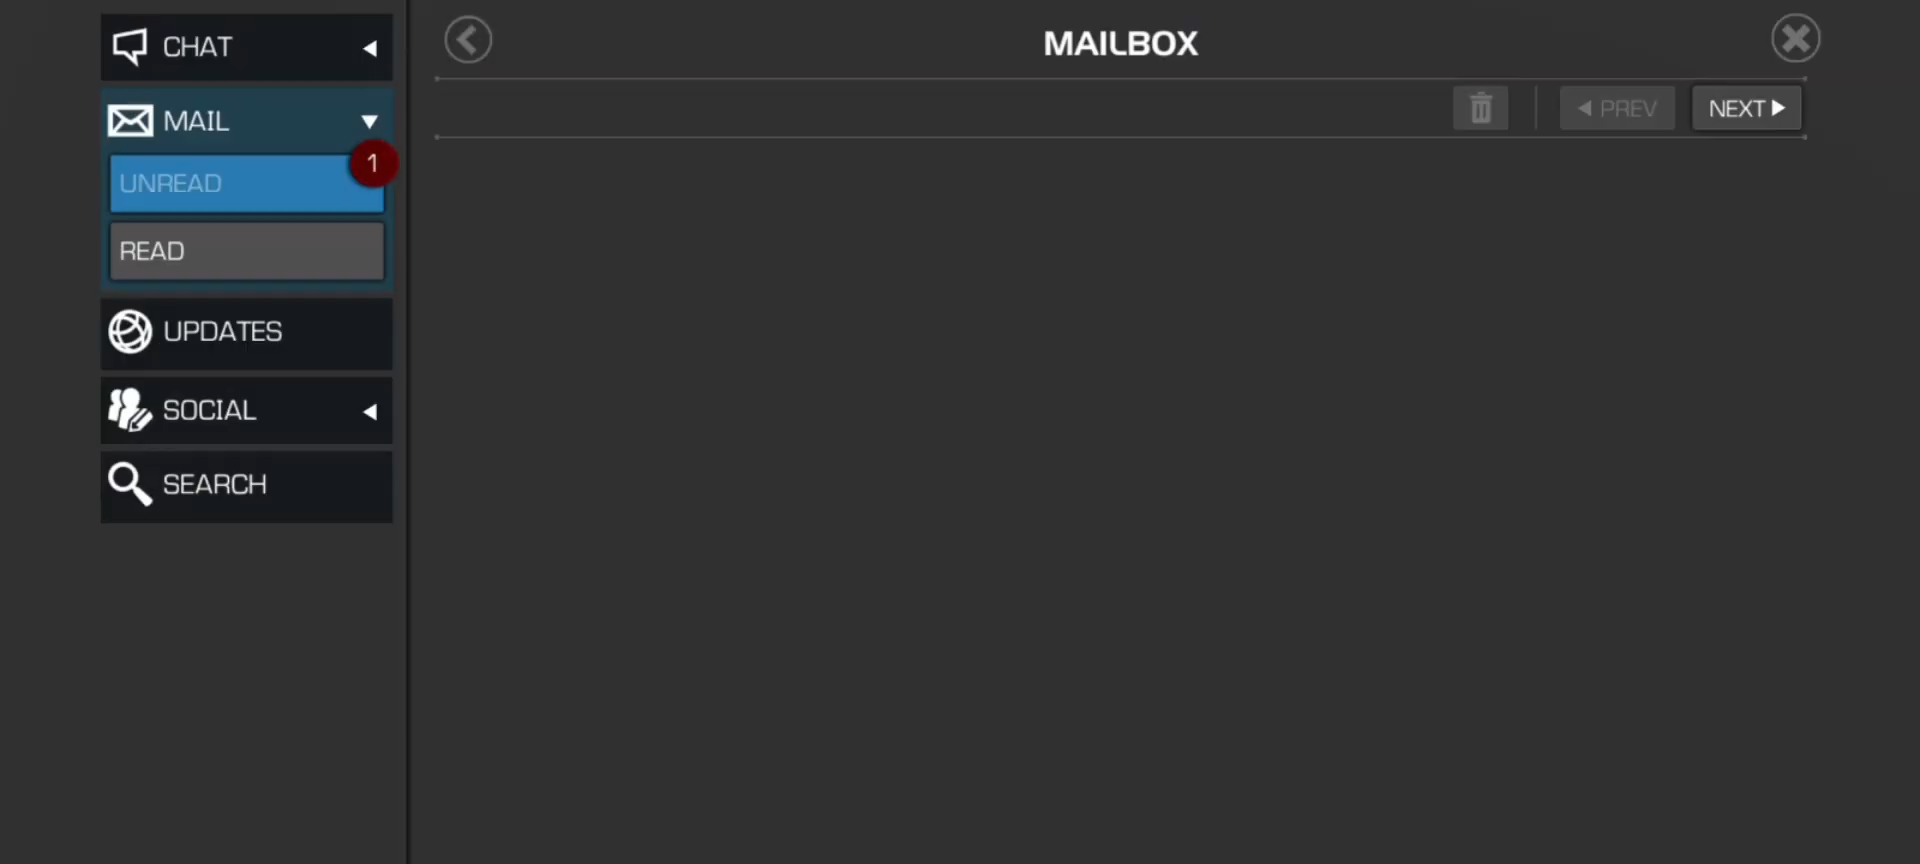 CHAT
MAIL
1
UNREAD
READ
UPDATES
SOCIAL
SEARCH
MAILBOX
PREV
NEXT